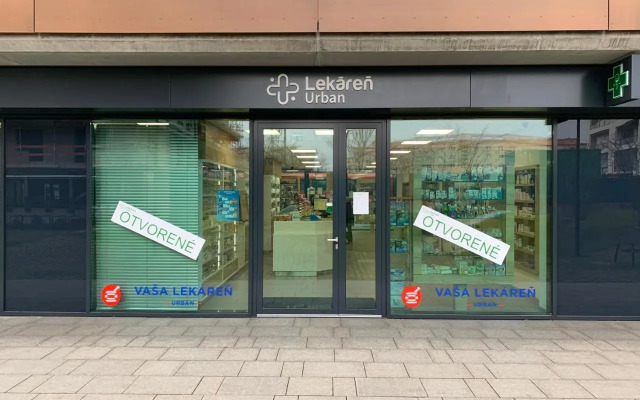 Lekáreň
Urban
OTVORENÉ
OTVORENÉ
VAŠA LEKÁREŇ
URBAN
VAŠA LEKÁREŇ
URBAN